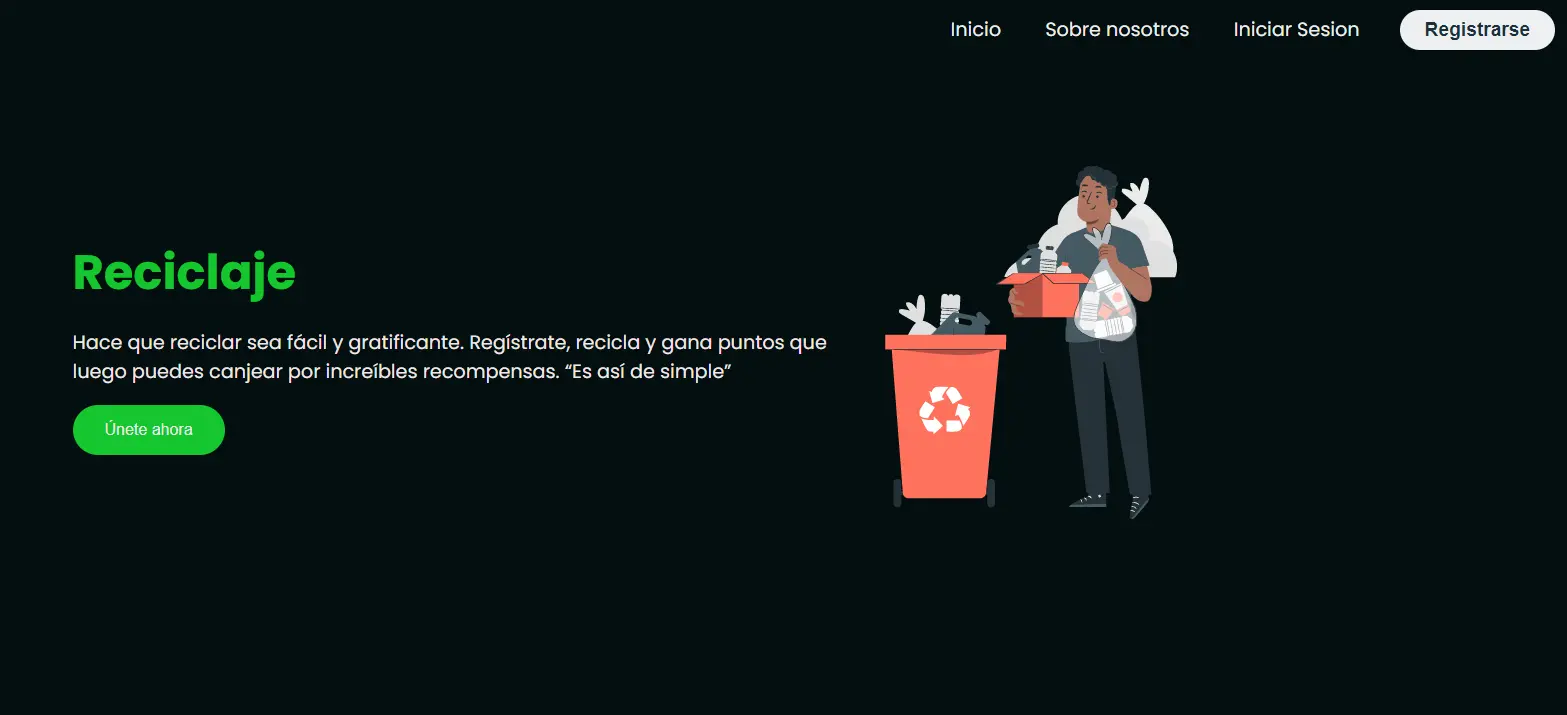 Inicio Sobre nosotros Iniciar Sesion Registrarse
Reciclaje
Hace que reciclar sea fácil y gratificante. Regístrate, recicla y gana puntos que
luego puedes canjear por increíbles recompensas. “Es así de simple”
Únete ahora